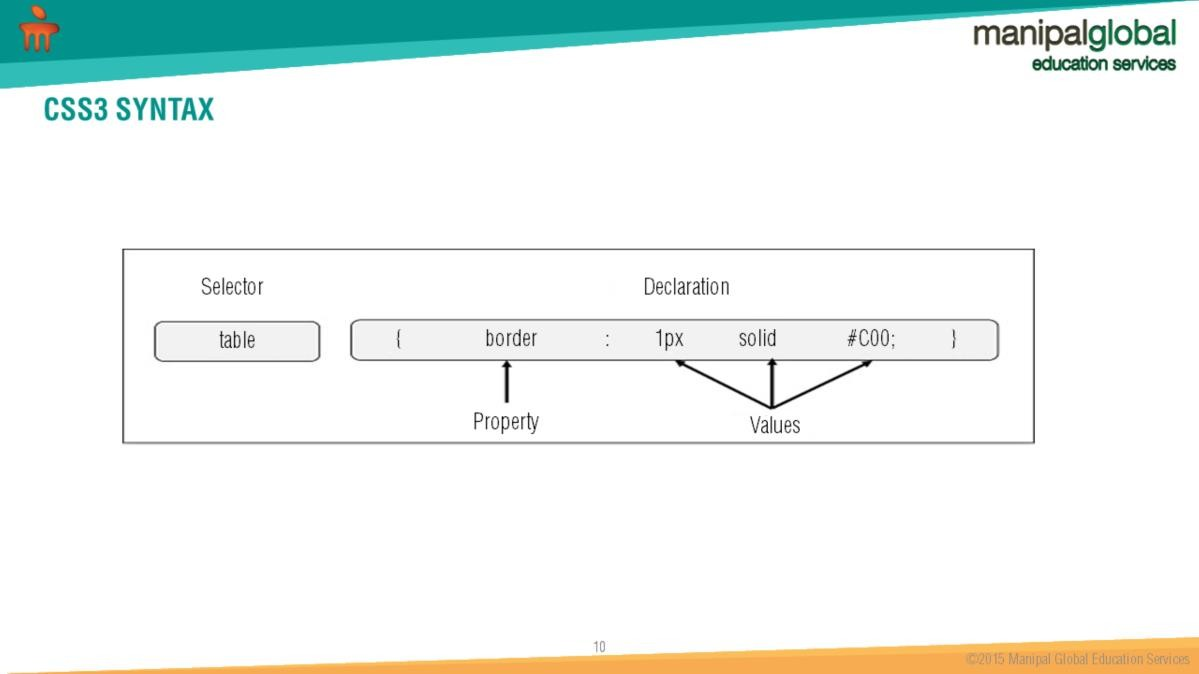 manipalglobal
education services
CSS3 SYNTAX
Selector Declaration
table { border : 1px solid #C00; }
Property Values
10
©2015 Manipal Global Education Services